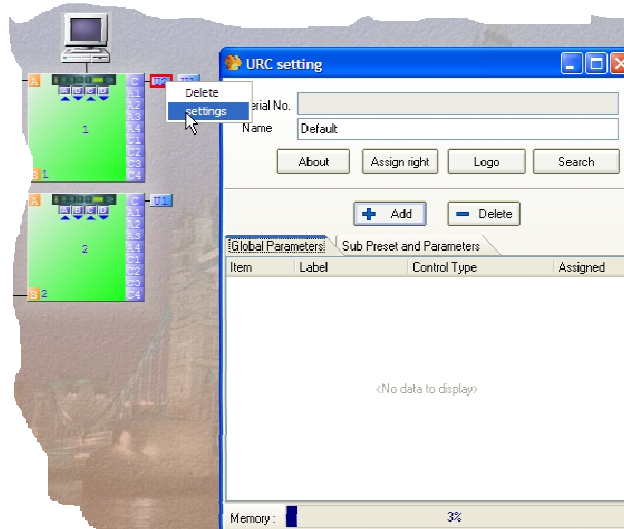 URC setting
Delete
settings
erial No.
Name
Default
About
Assign right
Logo
Search
Add
Delete
Global Parameters
Sub Preset and Parameters
Item
Label
Control Type
Assigned
<No data to display>
Memory :
3%
A
C
A1
A2
A3
A4
C1
C2
C3
C4
A B C D
1
B 1
A
C
U1
A1
A2
A3
A4
C1
C2
C3
C4
A B C D
2
B 2